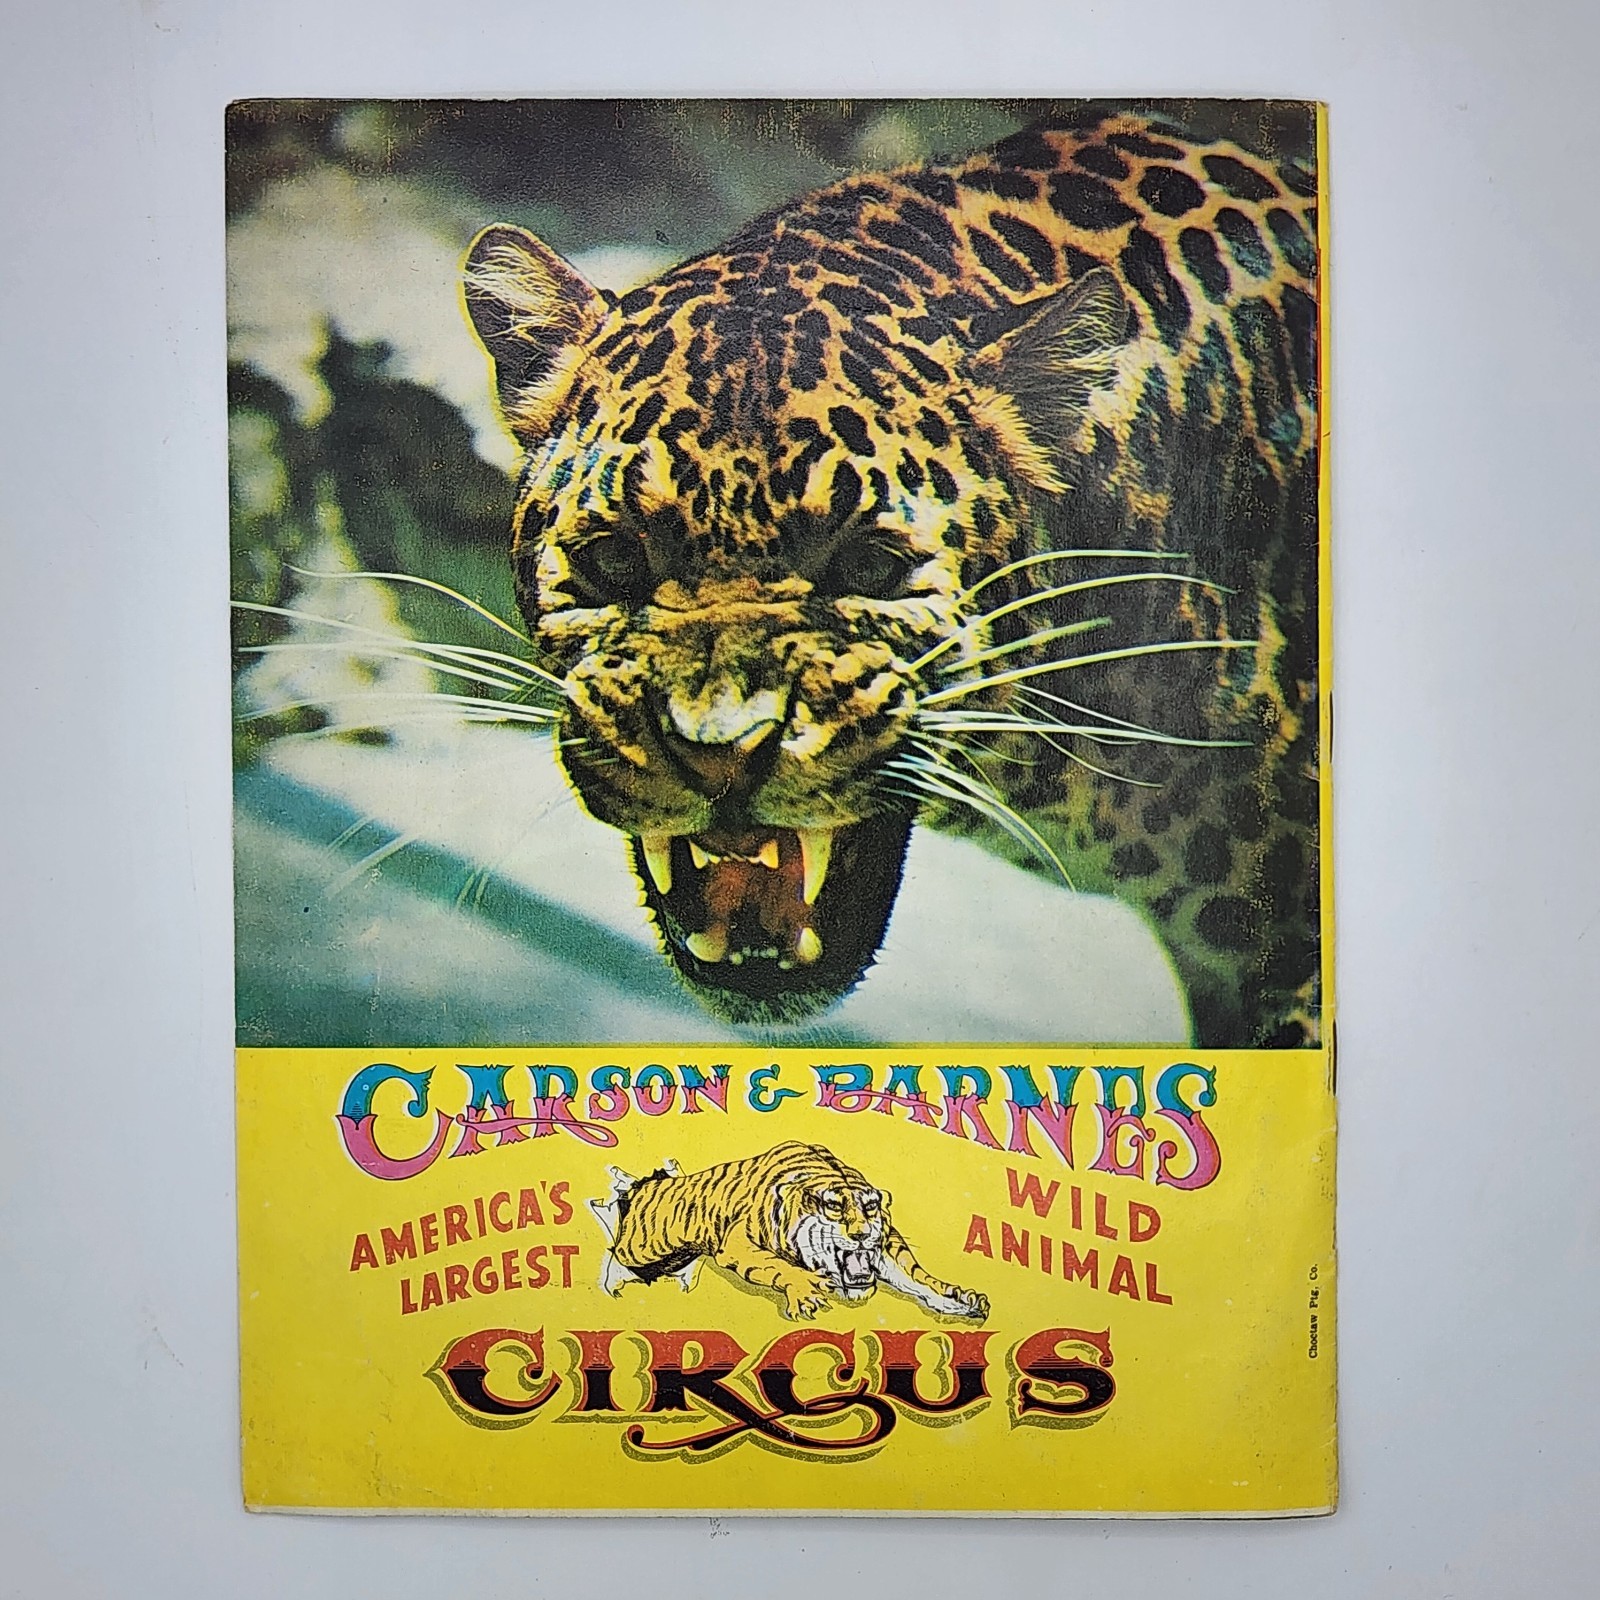 CARSON & BARNES
AMERICA'S
LARGEST
WILD
ANIMAL
CIRCUS
Choctaw Ptg. Co.